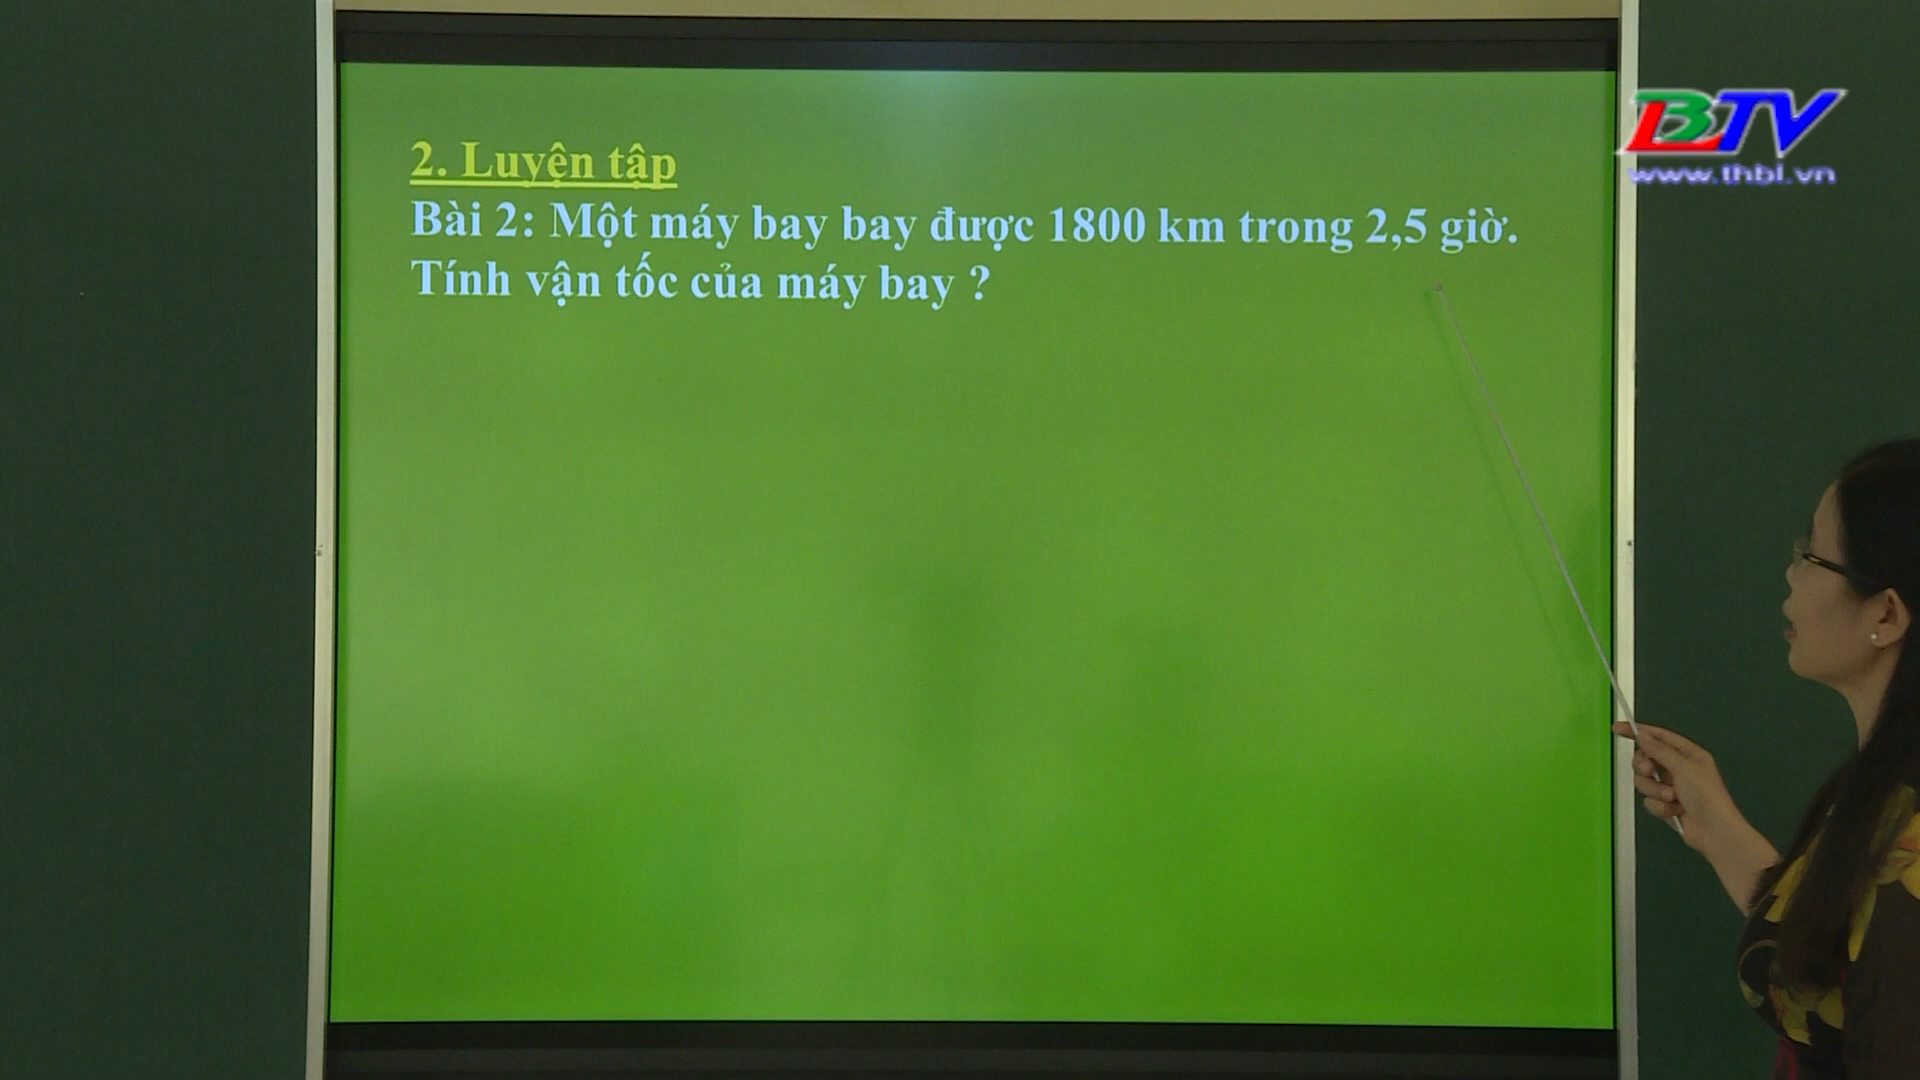 2. Luyện tập
Bài 2: Một máy bay bay được 1800 km trong 2,5 giờ.
Tính vận tốc của máy bay ?
BTV
www.thbl.vn